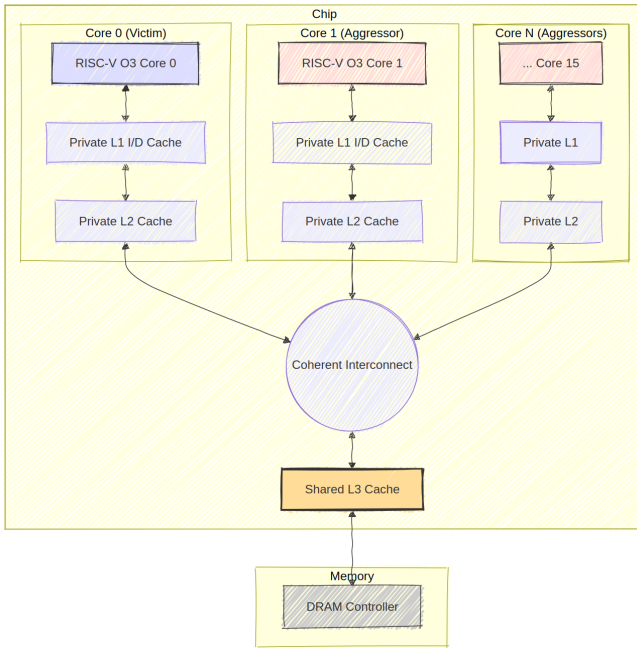 Chip
Core 0 (Victim)
Core 1 (Aggressor)
Core N (Aggressors)
RISC-V O3 Core 0
RISC-V O3 Core 1
... Core 15
Private L1 I/D Cache
Private L1 I/D Cache
Private L1
Private L2 Cache
Private L2 Cache
Private L2
Coherent Interconnect
Shared L3 Cache
Memory
DRAM Controller